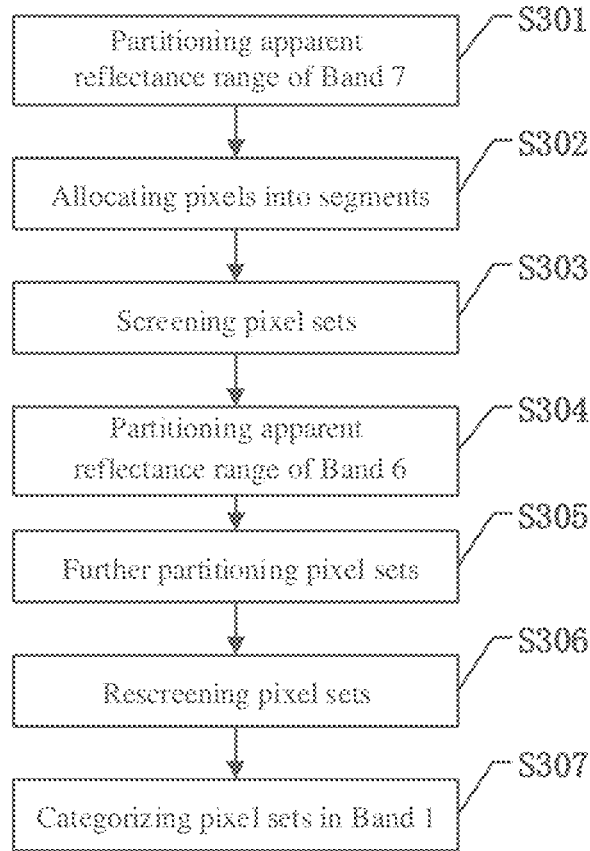 S301
Partitioning apparent
reflectance range of Band 7
S302
Allocating pixels into segments
S303
Screening pixel sets
S304
Partitioning apparent
reflectance range of Band 6
S305
Further partitioning pixel sets
S306
Rescreening pixel sets
S307
Categorizing pixel sets in Band 1